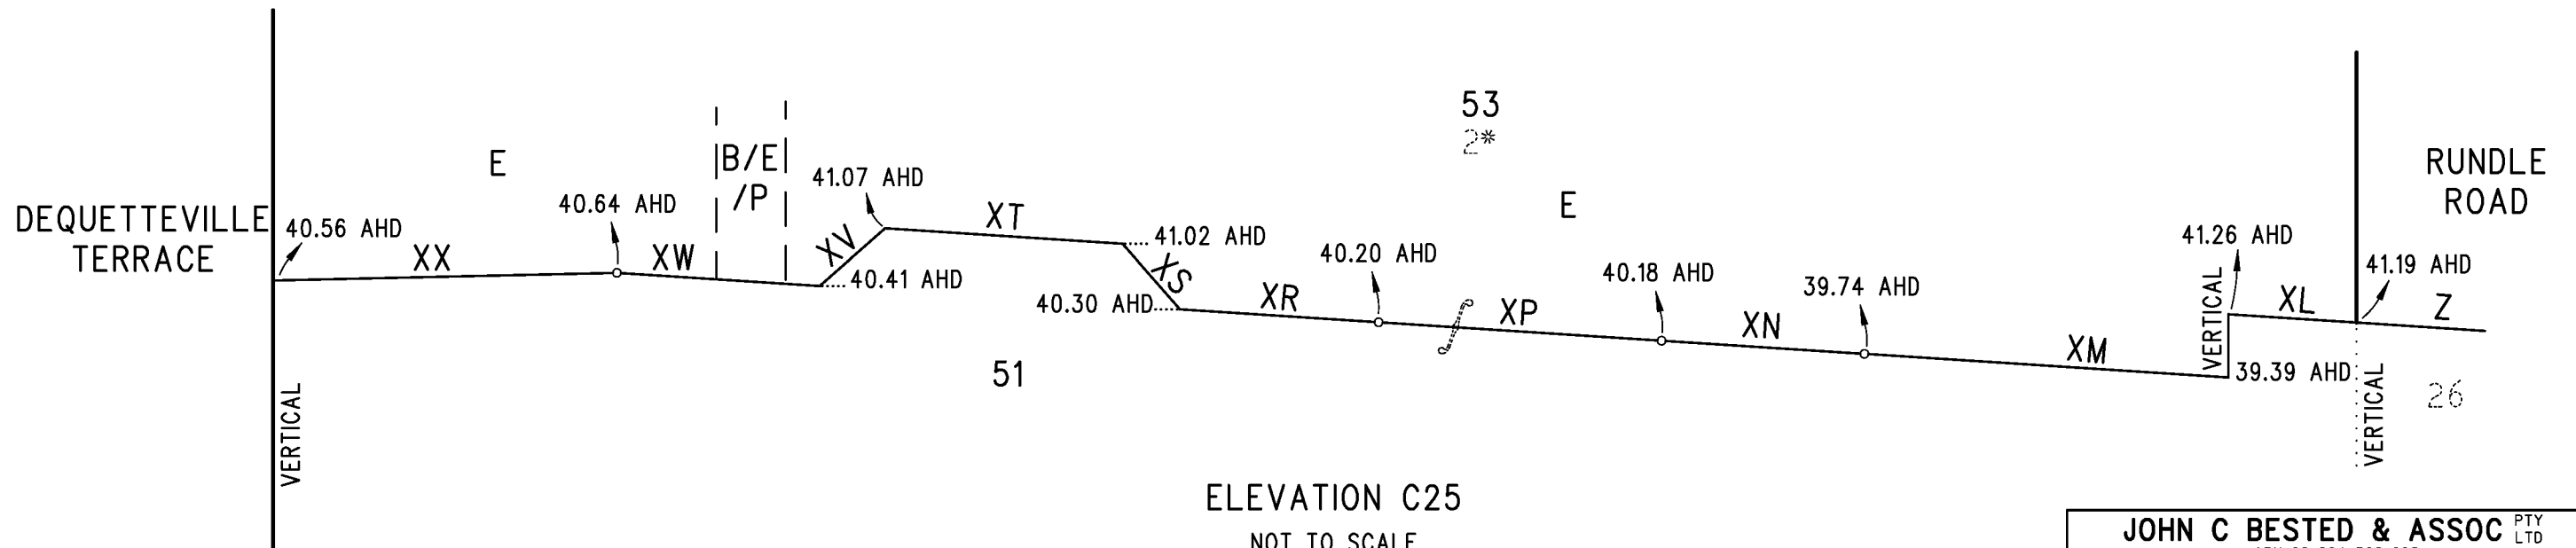 53
2*
E
B/E
/P
41.07 AHD
RUNDLE
ROAD
DEQUETTEVILLE
TERRACE
40.56 AHD
40.64 AHD
XX
XW
XV
XT
41.02 AHD
40.41 AHD
XS
40.30 AHD
XR
40.20 AHD
E
XP
40.18 AHD
XN
39.74 AHD
XM
41.26 AHD
VERTICAL
XL
39.39 AHD
41.19 AHD
Z
VERTICAL
26
VERTICAL
51
ELEVATION C25
NOT TO SCALE
JOHN C BESTED & ASSOC PTY LTD